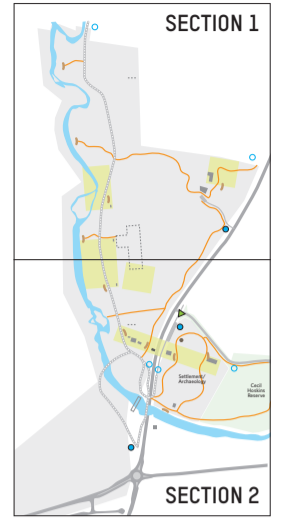 SECTION 1
Settlement/
Archaeology
Cecil
Hoskins
Reserve
SECTION 2